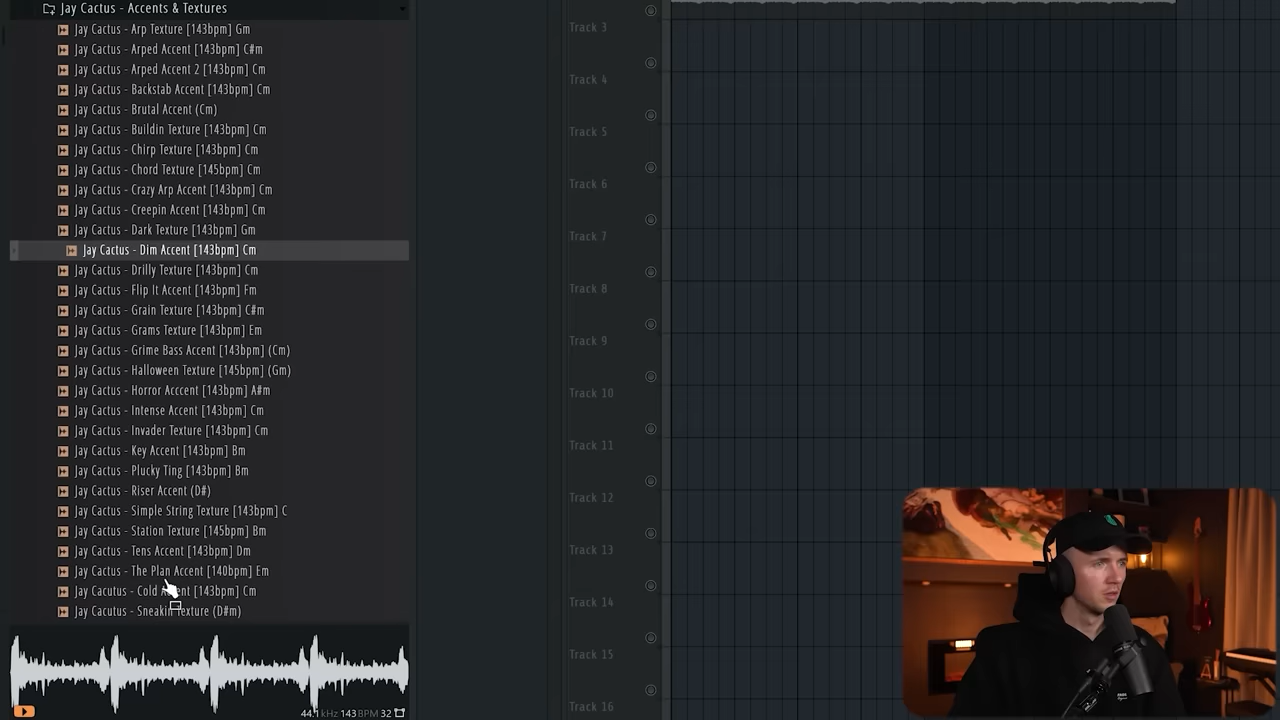 Jay Cactus - Accents & Textures
Jay Cactus - Arp Texture [143bpm] Gm
Jay Cactus - Arped Accent [143bpm] C#m
Jay Cactus - Arped Accent 2 [143bpm] Cm
Jay Cactus - Backstab Accent [143bpm] Cm
Jay Cactus - Brutal Accent (Cm)
Jay Cactus - Buildin Texture [143bpm] Cm
Jay Cactus - Chirp Texture [143bpm] Cm
Jay Cactus - Chord Texture [145bpm] Cm
Jay Cactus - Crazy Arp Accent [143bpm] Cm
Jay Cactus - Creepin Accent [143bpm] Cm
Jay Cactus - Dark Texture [143bpm] Gm
Jay Cactus - Dim Accent [143bpm] Cm
Jay Cactus - Drilly Texture [143bpm] Cm
Jay Cactus - Flip It Accent [143bpm] Fm
Jay Cactus - Grain Texture [143bpm] C#m
Jay Cactus - Grams Texture [143bpm] Em
Jay Cactus - Grime Bass Accent [143bpm] (Cm)
Jay Cactus - Halloween Texture [145bpm] (Gm)
Jay Cactus - Horror Acccent [143bpm] A#m
Jay Cactus - Intense Accent [143bpm] Cm
Jay Cactus - Invader Texture [143bpm] Cm
Jay Cactus - Key Accent [143bpm] Bm
Jay Cactus - Plucky Ting [143bpm] Bm
Jay Cactus - Riser Accent (D#)
Jay Cactus - Simple String Texture [143bpm] C
Jay Cactus - Station Texture [145bpm] Bm
Jay Cactus - Tens Accent [143bpm] Dm
Jay Cactus - The Plan Accent [140bpm] Em
Jay Cacutus - Cold Accent [143bpm] Cm
Jay Cacutus - Sneakin Texture (D#m)
44.1kHz 143 BPM 32
Track 3
Track 4
Track 5
Track 6
Track 7
Track 8
Track 9
Track 10
Track 11
Track 12
Track 13
Track 14
Track 15
Track 16